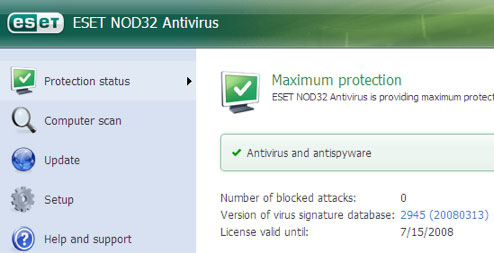 eset ESET NOD32 Antivirus
Protection status
Computer scan
Update
Setup
Help and support
Maximum protection
ESET NOD32 Antivirus is providing maximum protect
Antivirus and antispyware
Number of blocked attacks: 0
Version of virus signature database: 2945 (20080313)
License valid until: 7/15/2008